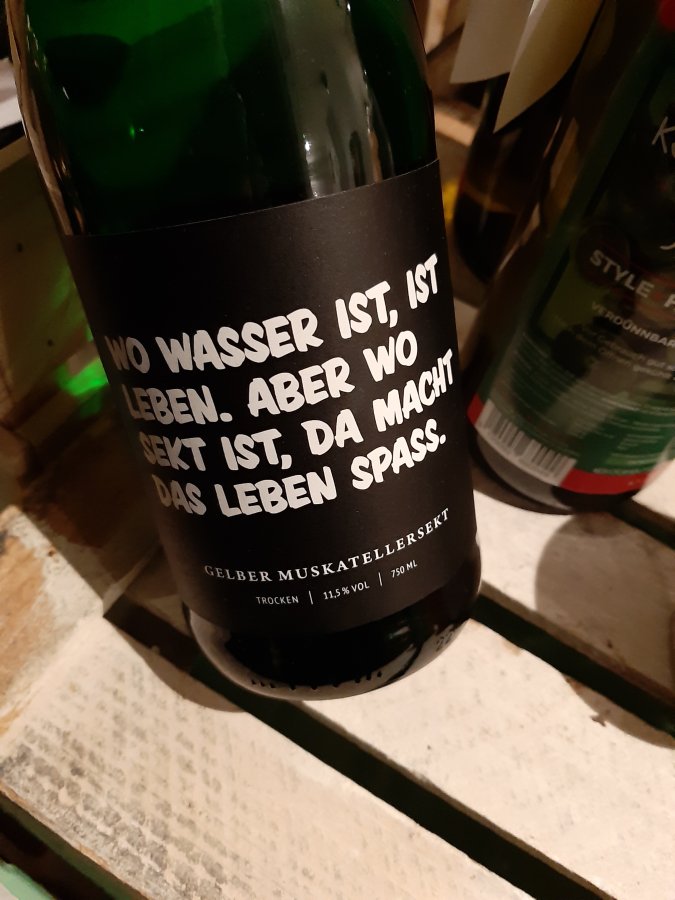 WO WASSER IST, IST
LEBEN. ABER WO
SEKT IST, DA MACHT
DAS LEBEN SPASS.
GELBER MUSKATELLERSEKT
TROCKEN | 11,5 % VOL | 750 ML
STYLE
VERDÜNNBAR